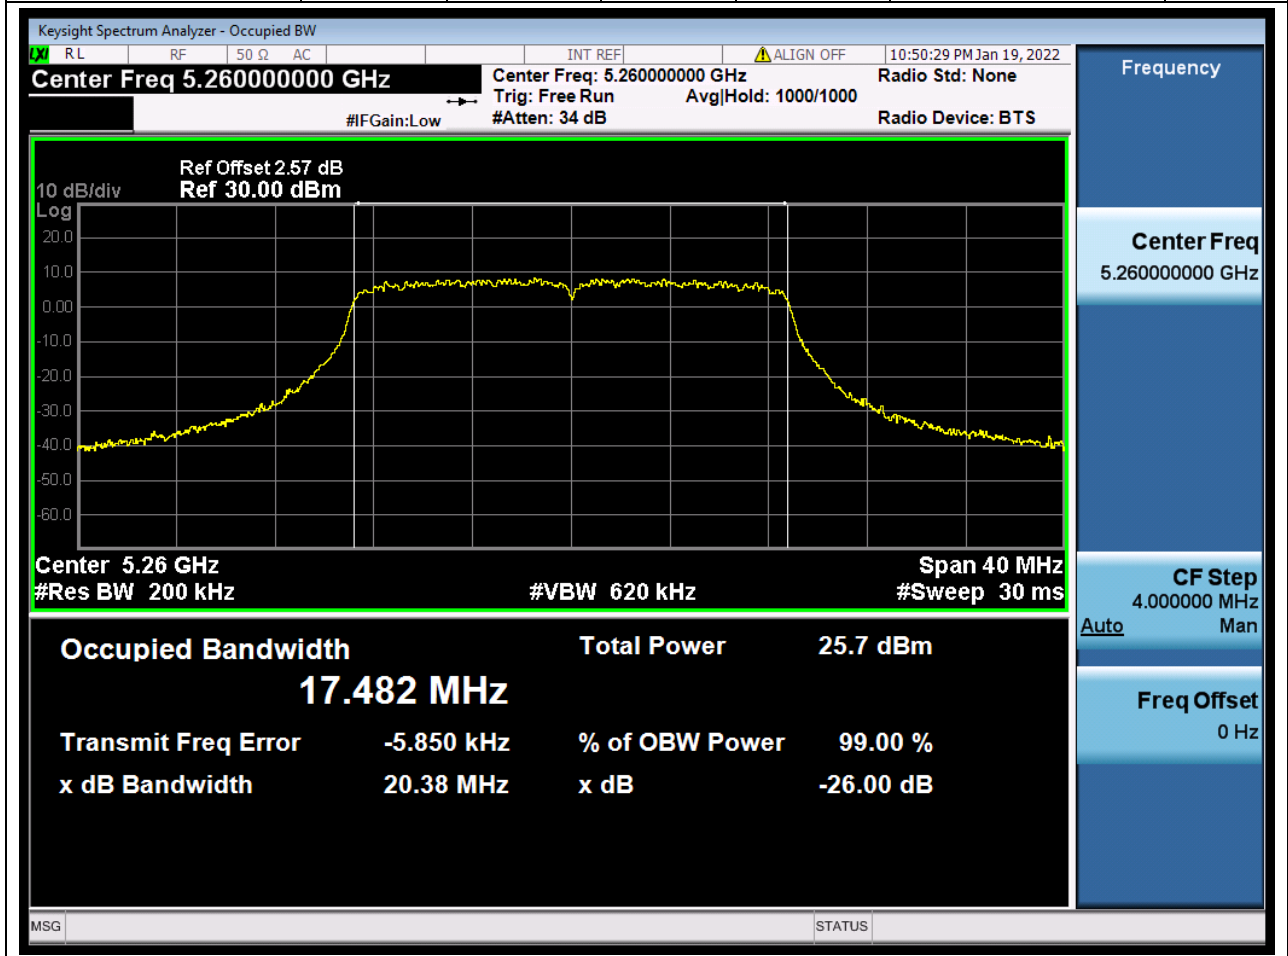 Keysight Spectrum Analyzer - Occupied BW
LXI RL RF 50 Ω AC INT REF ALIGN OFF 10:50:29 PM Jan 19, 2022
Center Freq 5.260000000 GHz
Center Freq: 5.260000000 GHz
Radio Std: None
Trig: Free Run Avg|Hold: 1000/1000
#IFGain:Low
#Atten: 34 dB
Radio Device: BTS
Ref Offset 2.57 dB
10 dB/div Ref 30.00 dBm
Log
20.0
10.0
0.00
-10.0
-20.0
-30.0
-40.0
-50.0
-60.0
Center 5.26 GHz Span 40 MHz
#Res BW 200 kHz #VBW 620 kHz #Sweep 30 ms
Occupied Bandwidth Total Power 25.7 dBm
17.482 MHz
Transmit Freq Error -5.850 kHz % of OBW Power 99.00 %
x dB Bandwidth 20.38 MHz x dB -26.00 dB
Frequency
Center Freq
5.260000000 GHz
CF Step
4.000000 MHz
Auto Man
Freq Offset
0 Hz
MSG STATUS